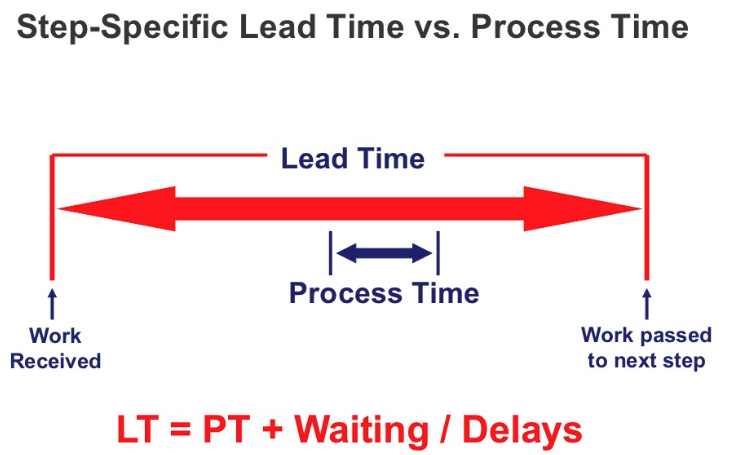 Step-Specific Lead Time vs. Process Time
Lead Time
Process Time
Work
Received
Work passed
to next step
LT = PT + Waiting / Delays